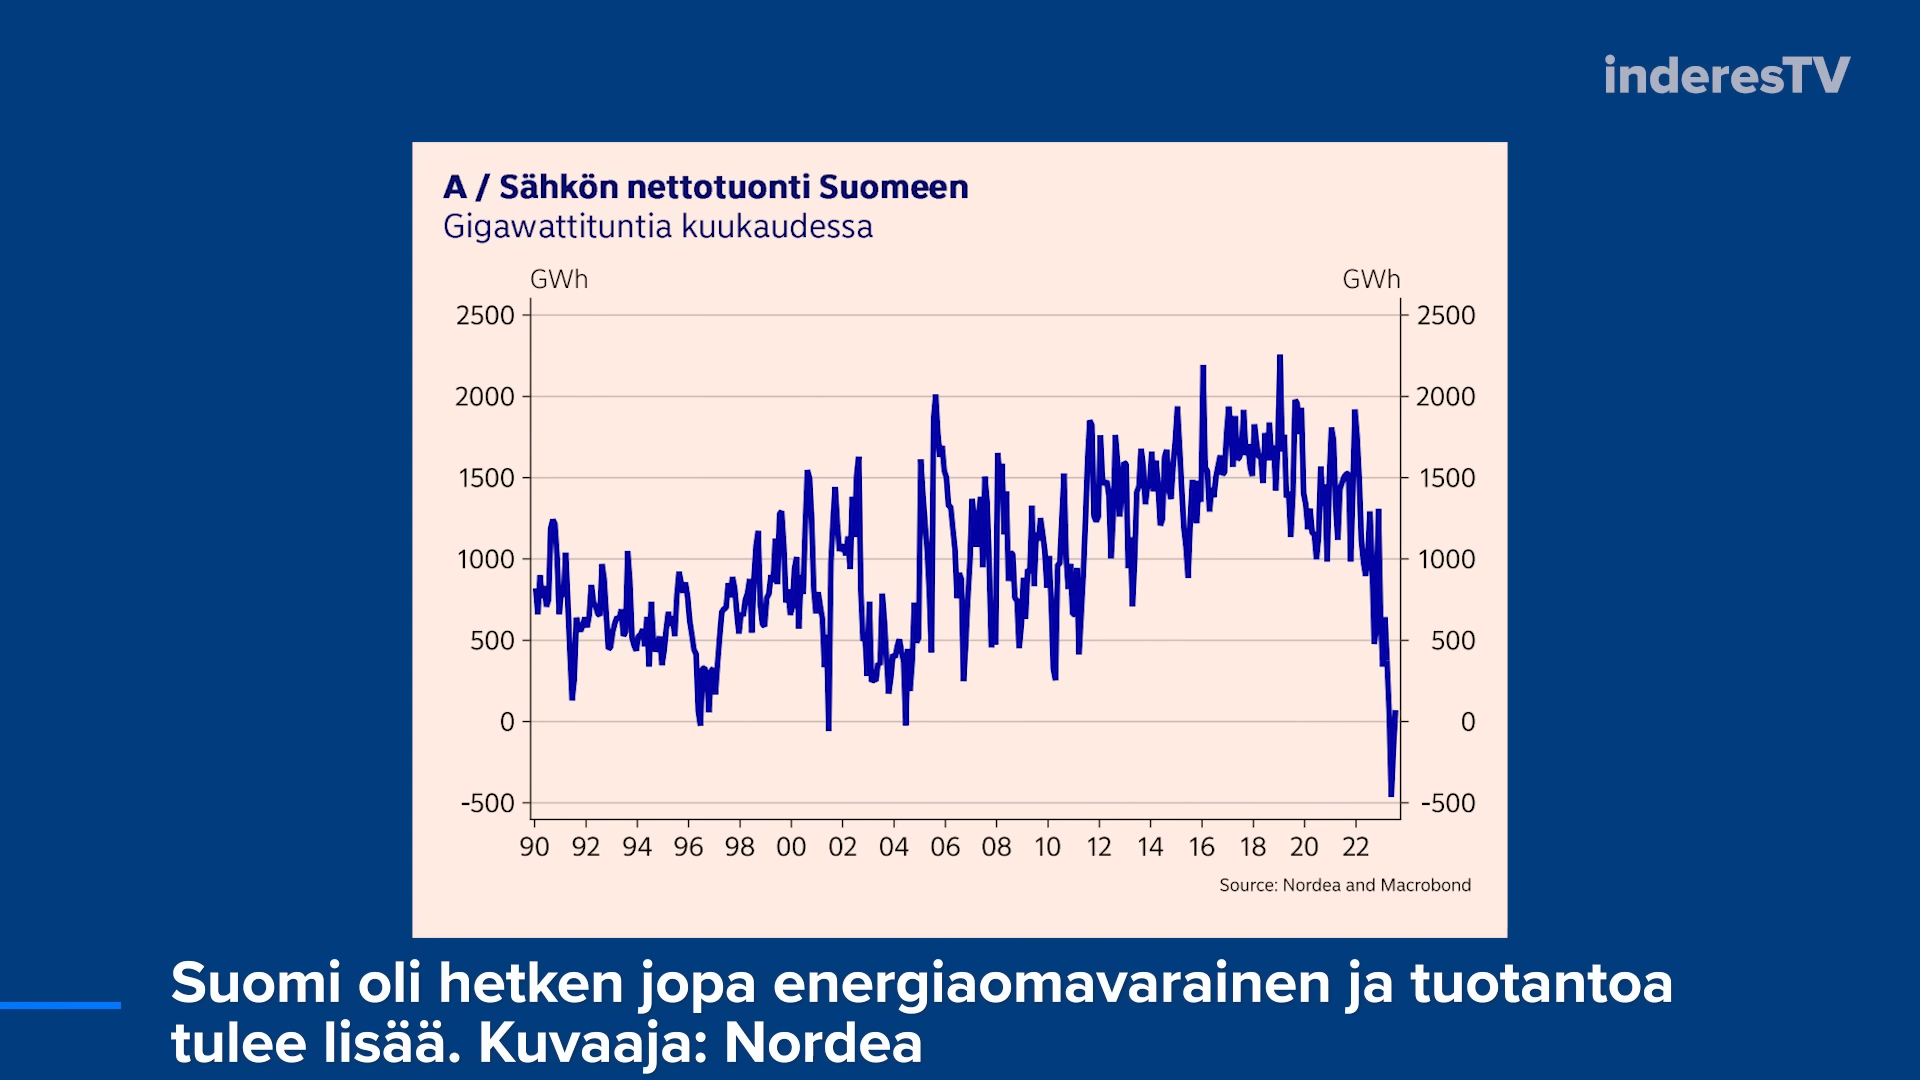 inderesTV
A / Sähkön nettotuonti Suomeen
Gigawattituntia kuukaudessa
GWh GWh
2500 2500
2000 2000
1500 1500
1000 1000
500 500
0 0
-500 -500
90 92 94 96 98 00 02 04 06 08 10 12 14 16 18 20 22
Source: Nordea and Macrobond
Suomi oli hetken jopa energiaomavarainen ja tuotantoa
tulee lisää. Kuvaaja: Nordea